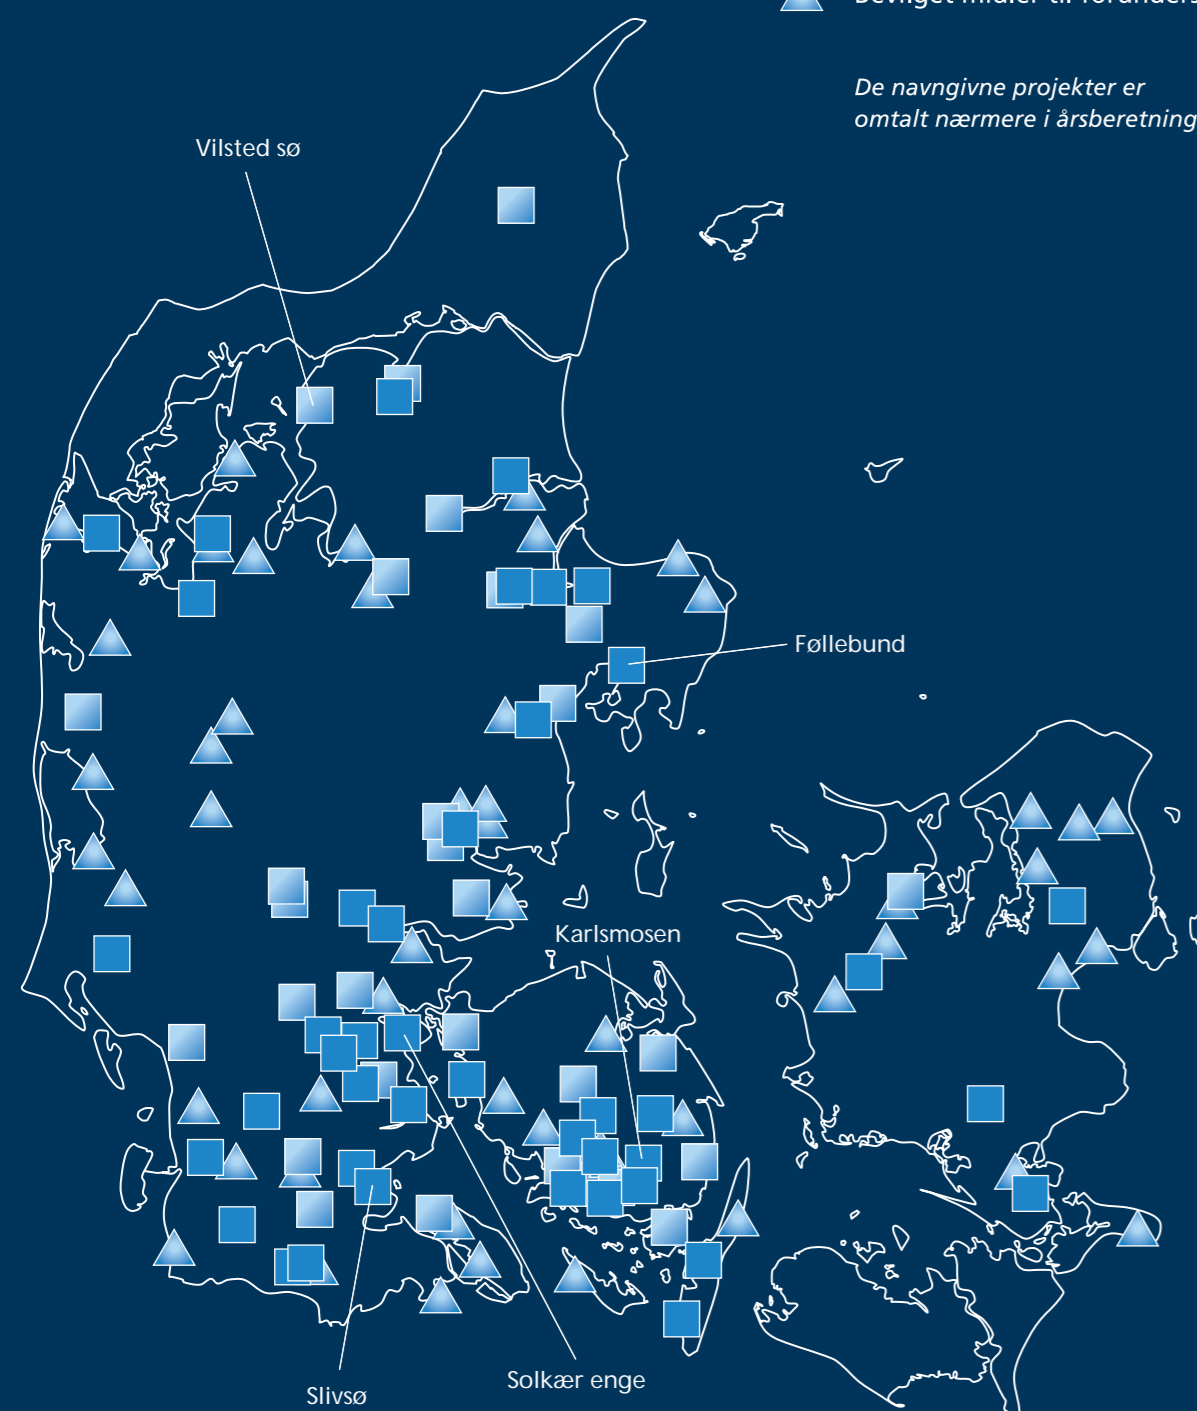 De navngivne projekter er
omtalt nærmere i årsberetning
Vilsted sø
Føllebund
Karlsmosen
Solkær enge
Slivsø